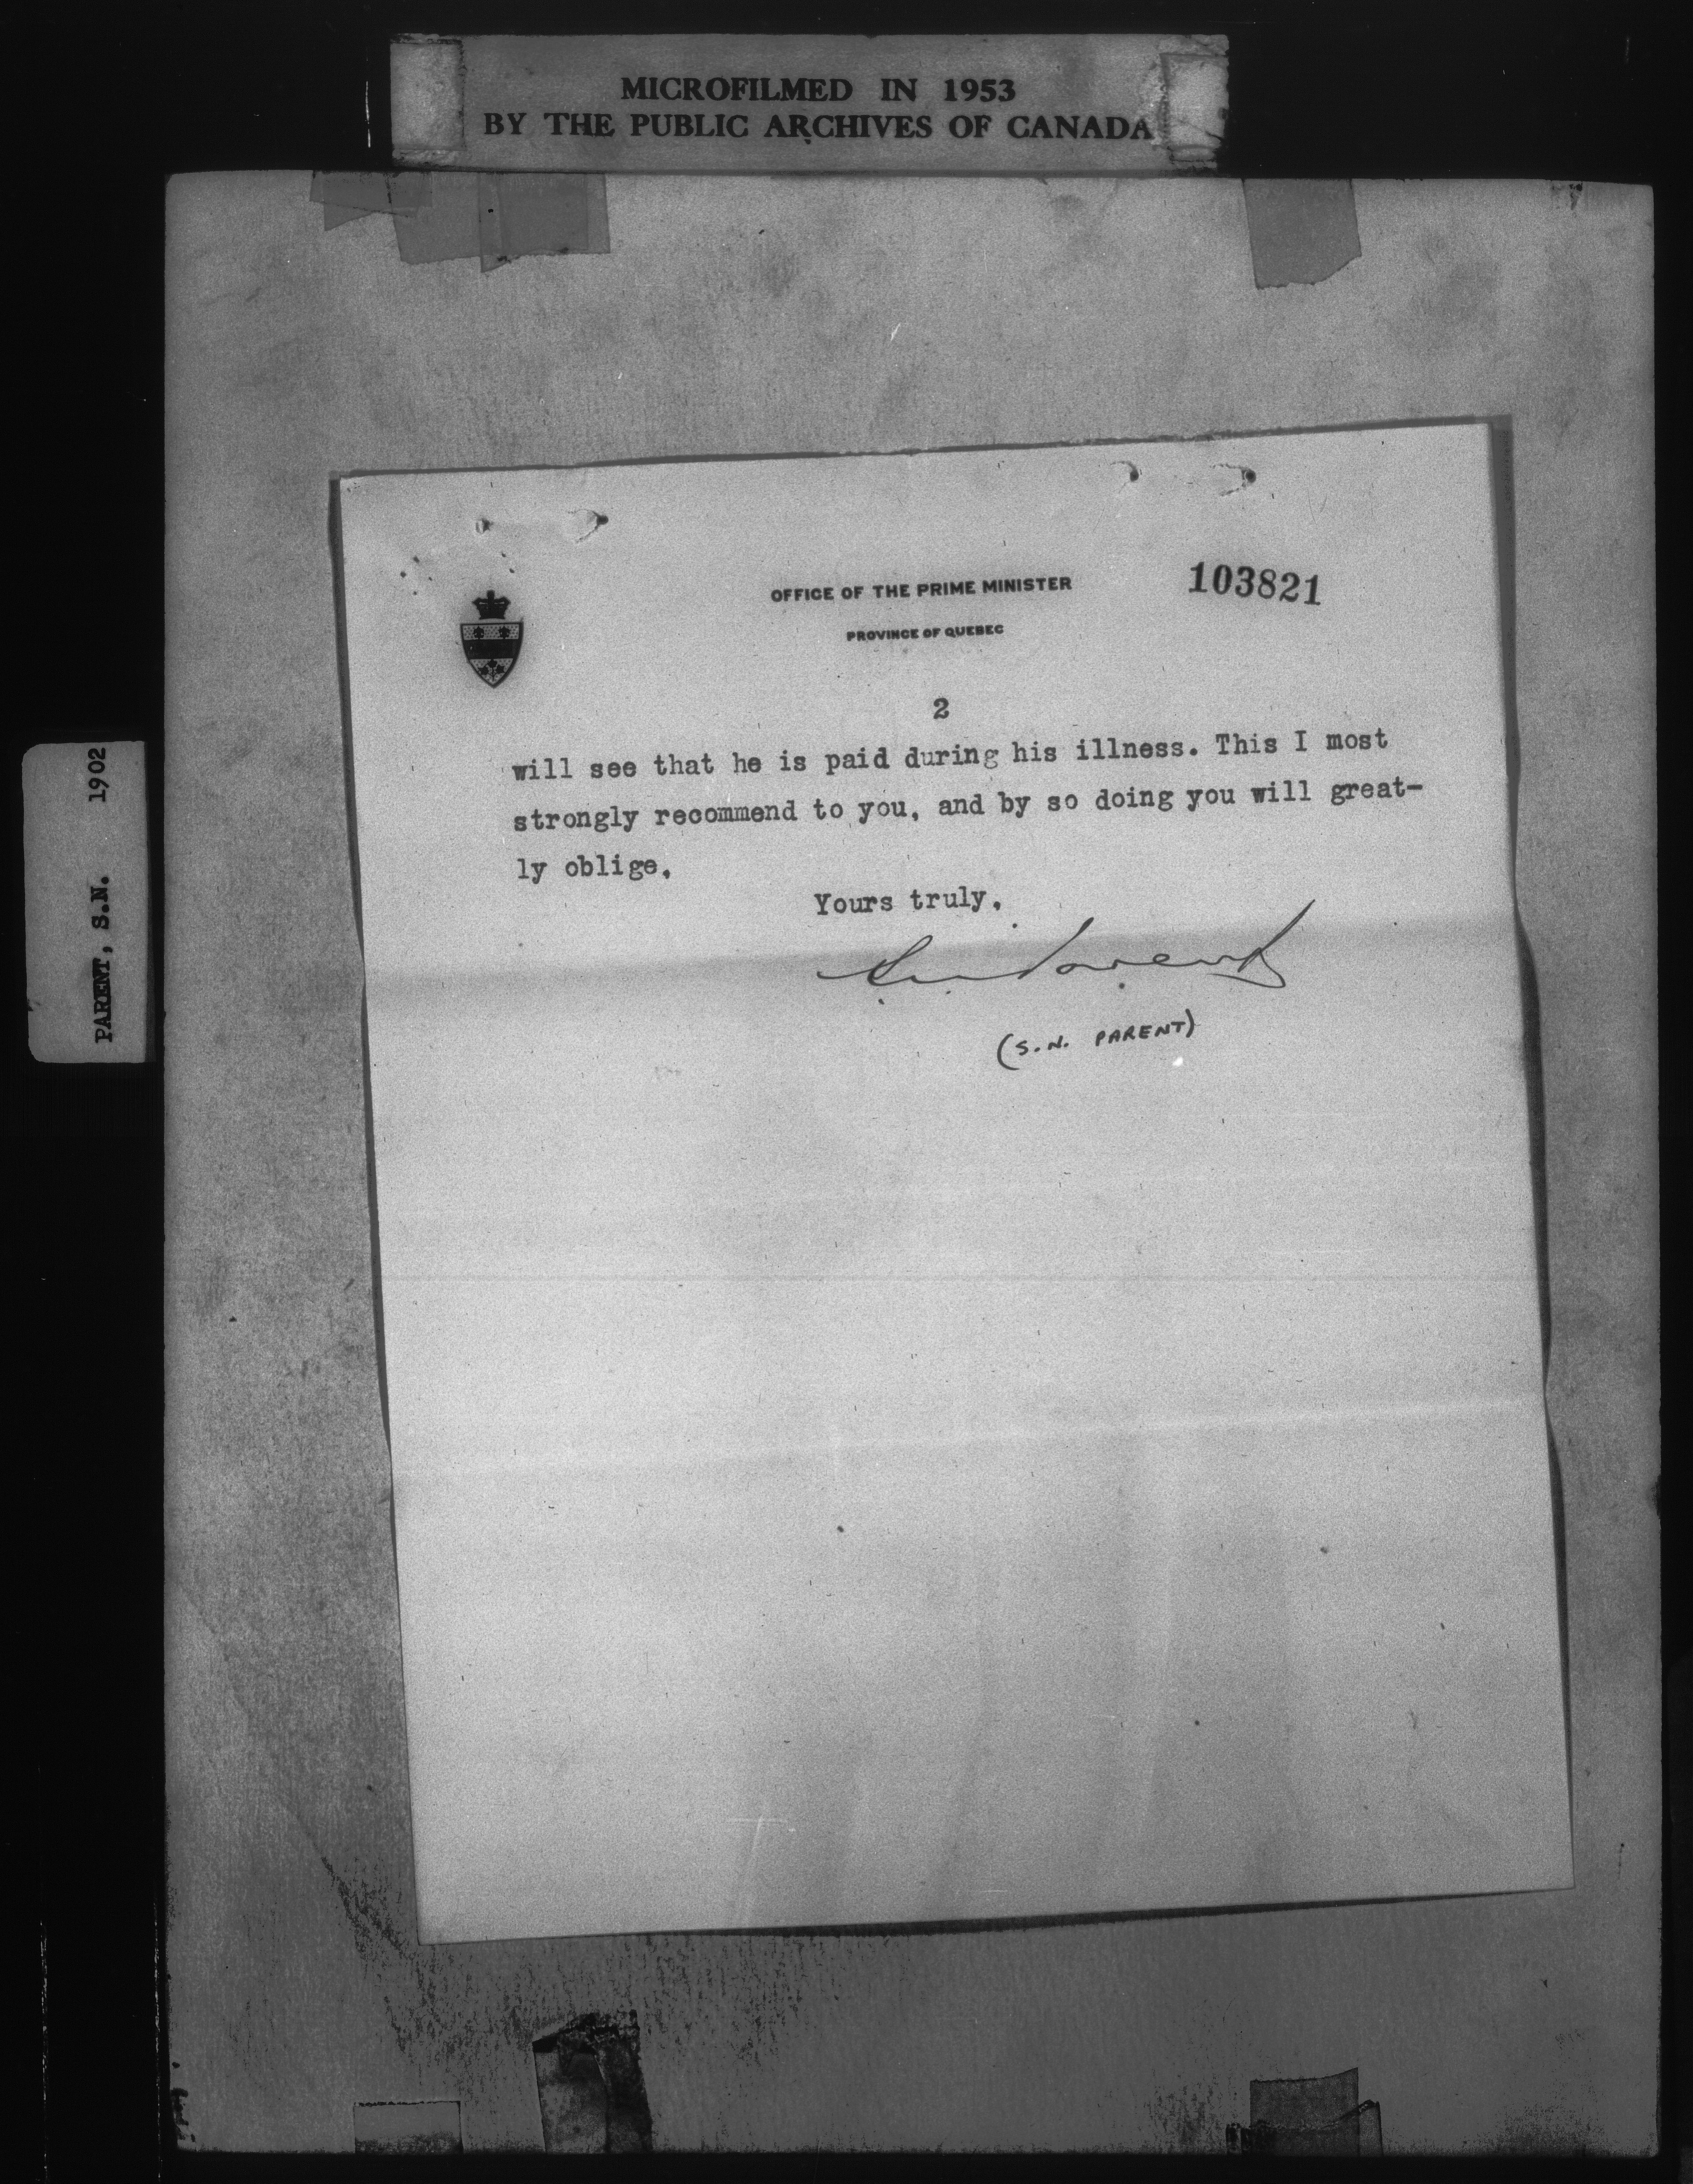 MICROFILMED IN 1953
BY THE PUBLIC ARCHIVES OF CANADA
PARENT, S.N. 1902
OFFICE OF THE PRIME MINISTER
103821
PROVINCE OF QUEBEC
2
will see that he is paid during his illness. This I most
strongly recommend to you, and by so doing you will great-
ly oblige,
Yours truly,
S.N. Parent
(S.N. PARENT)